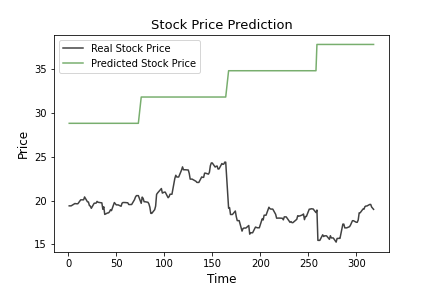 Stock Price Prediction
Real Stock Price
Predicted Stock Price
35
30
25
20
15
Price
0 50 100 150 200 250 300
Time